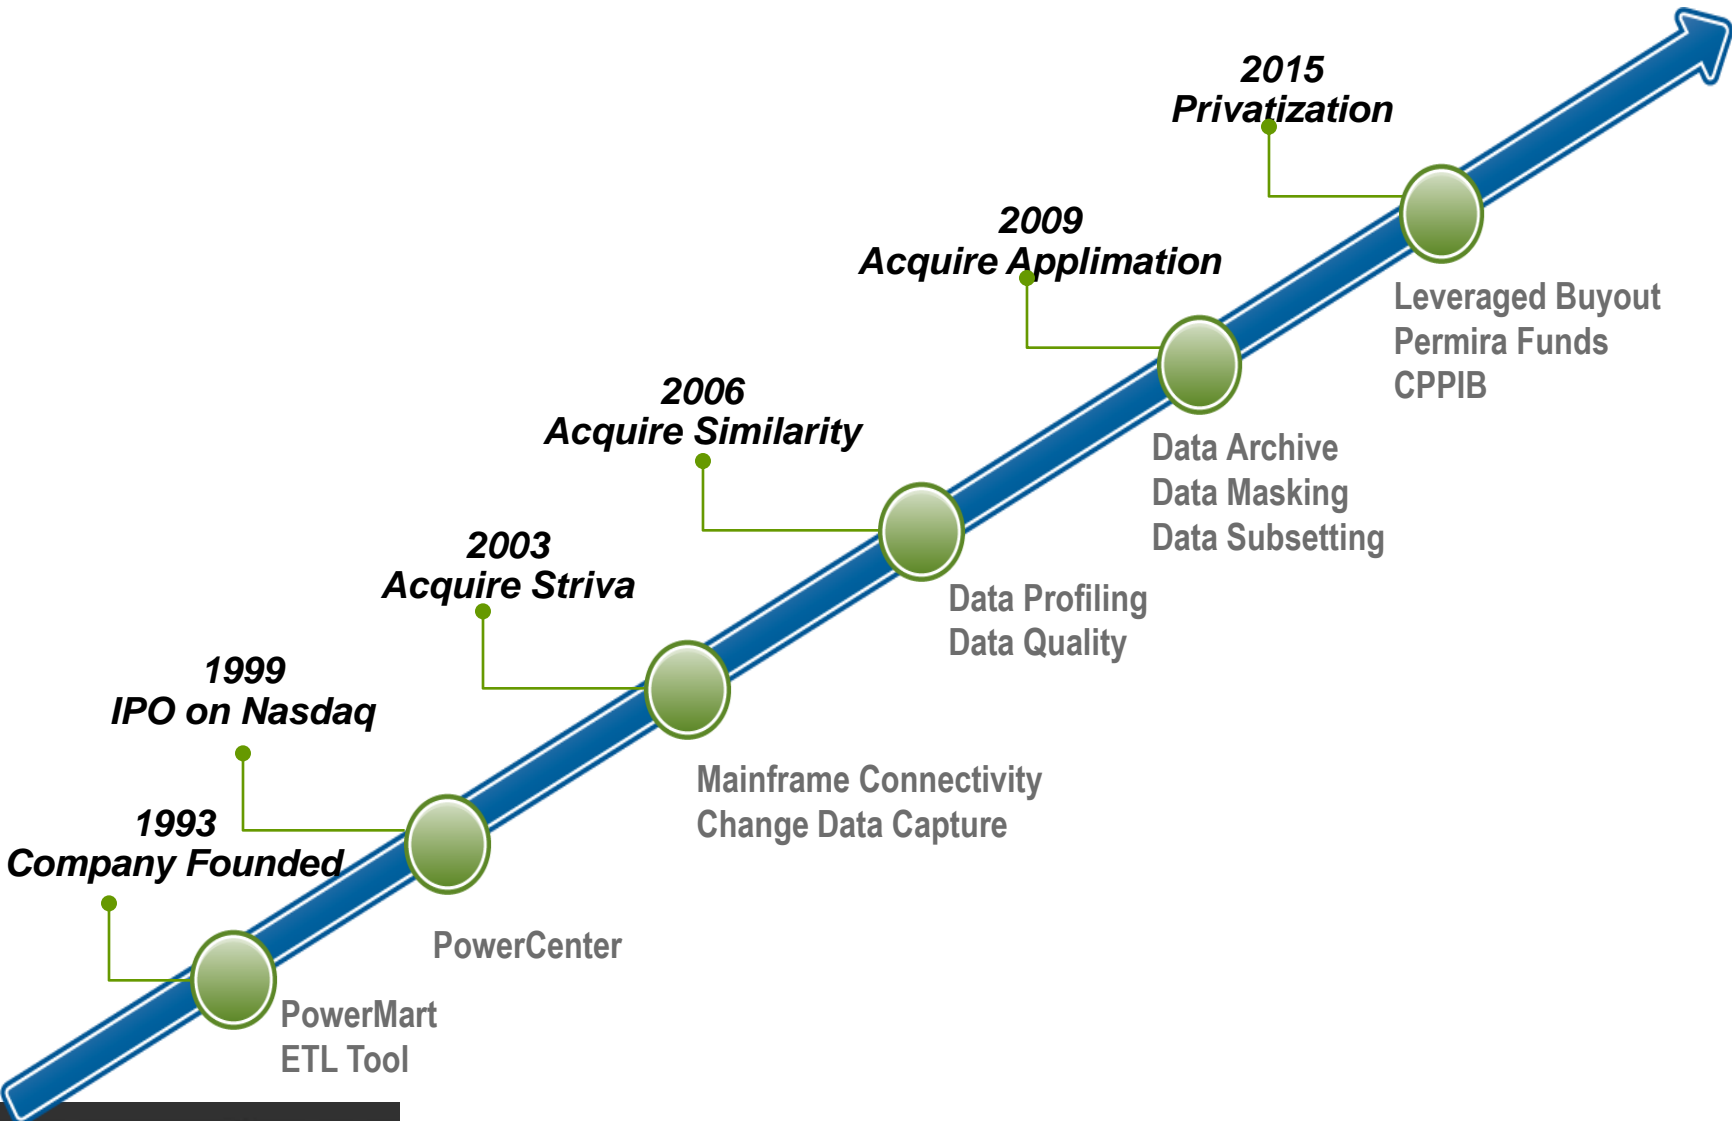 2015
Privatization
2009
Acquire Applimation
Leveraged Buyout
Permira Funds
CPPIB
2006
Acquire Similarity
Data Archive
Data Masking
Data Subsetting
2003
Acquire Striva
Data Profiling
Data Quality
1999
IPO on Nasdaq
Mainframe Connectivity
Change Data Capture
1993
Company Founded
PowerCenter
PowerMart
ETL Tool